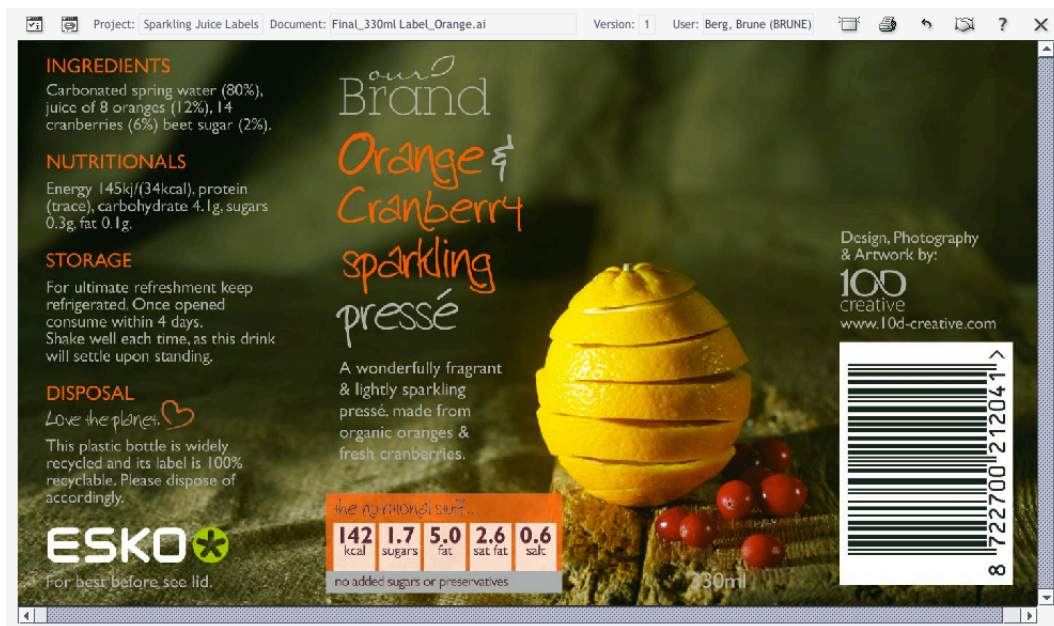 Project: Sparkling Juice Labels Document: Final_330ml Label_Orange.ai Version: 1 User: Berg, Brune (BRUNE) ?
INGREDIENTS
Carbonated spring water (80%),
juice of 8 oranges (12%), 14
cranberries (6%) beet sugar (2%).
NUTRITIONALS
Energy 145kj/(34kcal), protein
(trace), carbohydrate 4.1g, sugars
0.3g, fat 0.1g.
STORAGE
For ultimate refreshment keep
refrigerated. Once opened
consume within 4 days.
Shake well each time, as this drink
will settle upon standing.
DISPOSAL
Love the planet.
This plastic bottle is widely
recycled and its label is 100%
recyclable. Please dispose of
accordingly.
ESKO
For best before see lid.
our
Brand
Orange &
Cranberry
sparkling
pressé
A wonderfully fragrant
& lightly sparkling
pressé, made from
organic oranges &
fresh cranberries.
the nutritional stuff...
142 1.7 5.0 2.6 0.6
kcal sugars fat sat fat salt
no added sugars or preservatives
330ml
Design, Photography
& Artwork by:
10D
creative
www.10d-creative.com
8 722700 212041 >